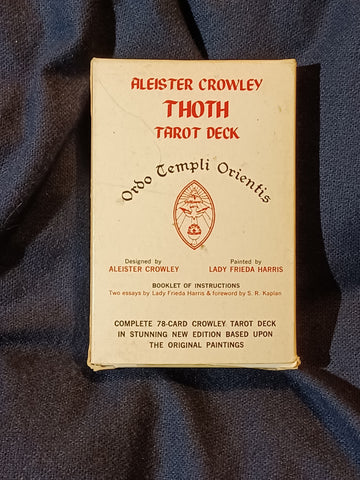 ALEISTER CROWLEY
THOTH
TAROT DECK
Ordo Templi Orientis
Designed by
ALEISTER CROWLEY
Painted by
LADY FRIEDA HARRIS
BOOKLET OF INSTRUCTIONS
Two essays by Lady Frieda Harris & foreword by S. R. Kaplan
COMPLETE 78-CARD CROWLEY TAROT DECK
IN STUNNING NEW EDITION BASED UPON
THE ORIGINAL PAINTINGS